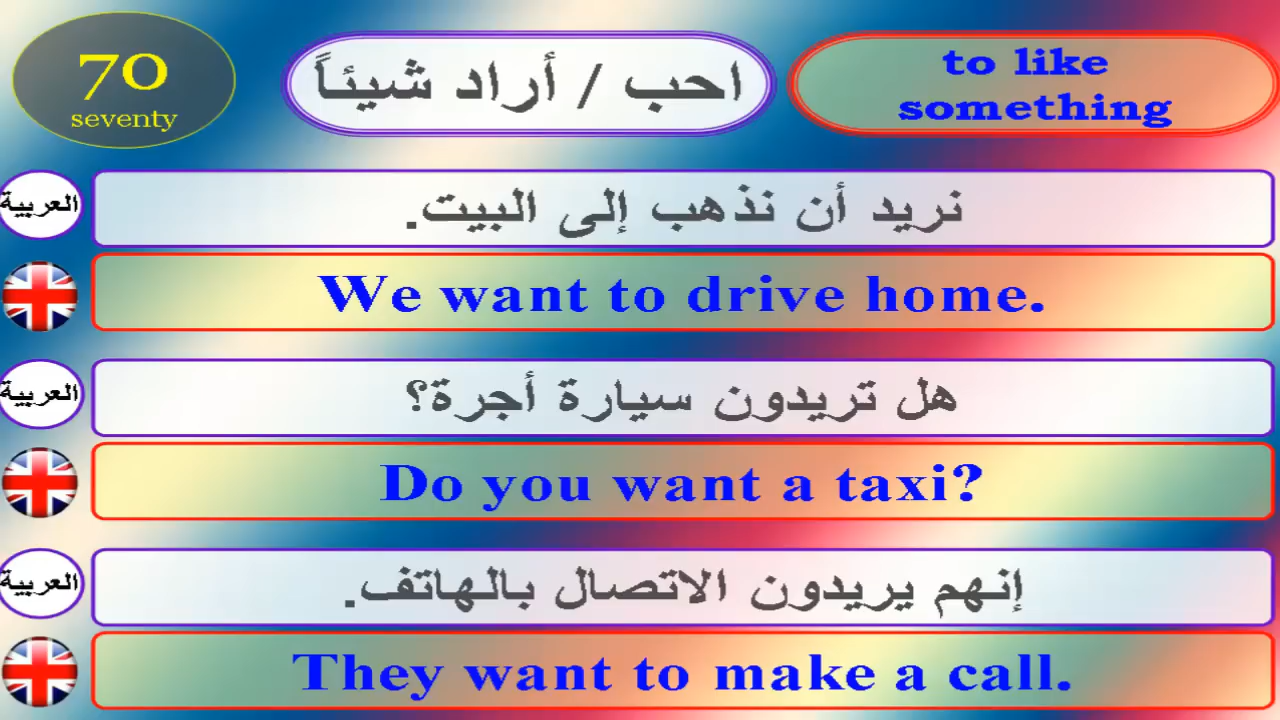 70
seventy
احب / أراد شيئاً
to like
something
العربية
نريد أن نذهب إلى البيت.
We want to drive home.
العربية
هل تريدون سيارة أجرة؟
Do you want a taxi?
العربية
إنهم يريدون الاتصال بالهاتف.
They want to make a call.